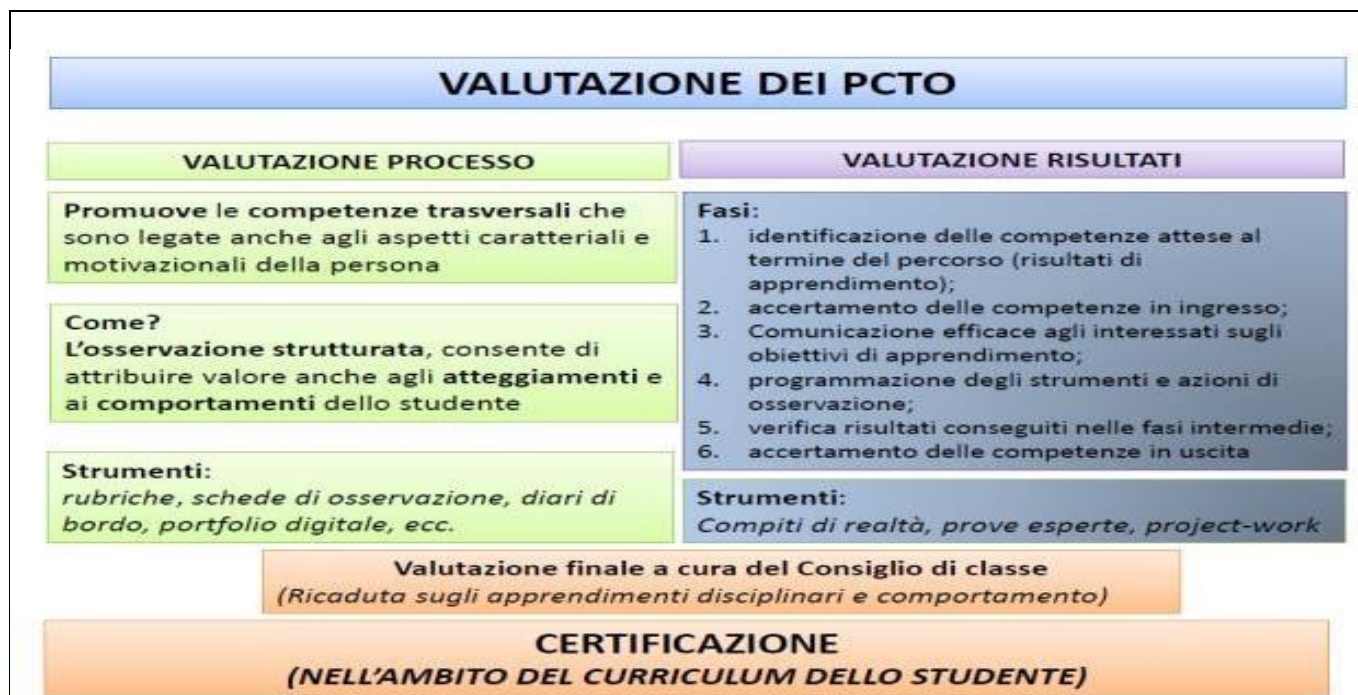 VALUTAZIONE DEI PCTO
VALUTAZIONE PROCESSO
Promuove le competenze trasversali che
sono legate anche agli aspetti caratteriali e
motivazionali della persona
Come?
L'osservazione strutturata, consente di
attribuire valore anche agli atteggiamenti e
ai comportamenti dello studente
Strumenti:
rubriche, schede di osservazione, diari di
bordo, portfolio digitale, ecc.
VALUTAZIONE RISULTATI
Fasi:
1. identificazione delle competenze attese al
termine del percorso (risultati di
apprendimento);
2. accertamento delle competenze in ingresso;
3. Comunicazione efficace agli interessati sugli
obiettivi di apprendimento;
4. programmazione degli strumenti e azioni di
osservazione;
5. verifica risultati conseguiti nelle fasi intermedie;
6. accertamento delle competenze in uscita
Strumenti:
Compiti di realtà, prove esperte, project-work
Valutazione finale a cura del Consiglio di classe
(Ricaduta sugli apprendimenti disciplinari e comportamento)
CERTIFICAZIONE
(NELL'AMBITO DEL CURRICULUM DELLO STUDENTE)